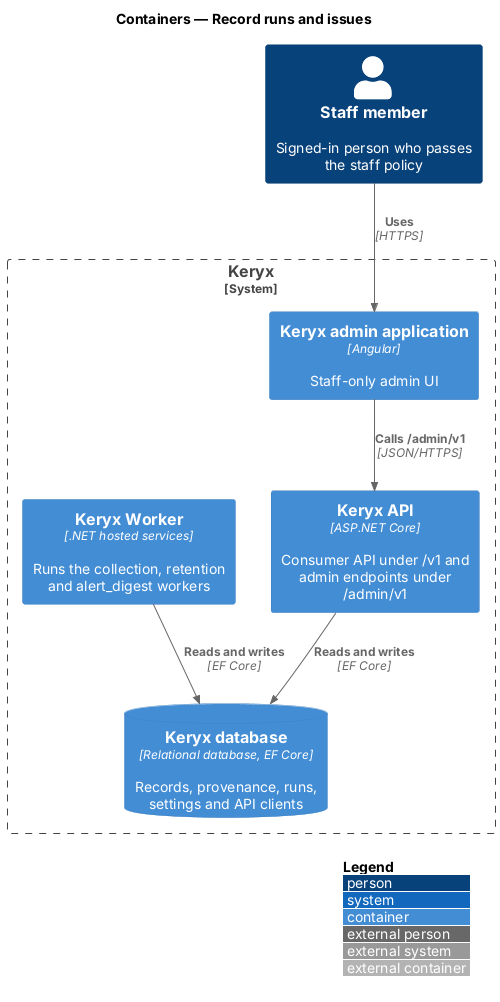 Containers — Record runs and issues
Staff member
Signed-in person who passes
the staff policy
Uses
[HTTPS]
Keryx
[System]
Keryx admin application
[Angular]
Staff-only admin UI
Calls /admin/v1
[JSON/HTTPS]
Keryx Worker
[.NET hosted services]
Runs the collection, retention
and alert_digest workers
Keryx API
[ASP.NET Core]
Consumer API under /v1 and
admin endpoints under
/admin/v1
Reads and writes
[EF Core]
Reads and writes
[EF Core]
Keryx database
[Relational database, EF Core]
Records, provenance, runs,
settings and API clients
Legend
person
system
container
external person
external system
external container